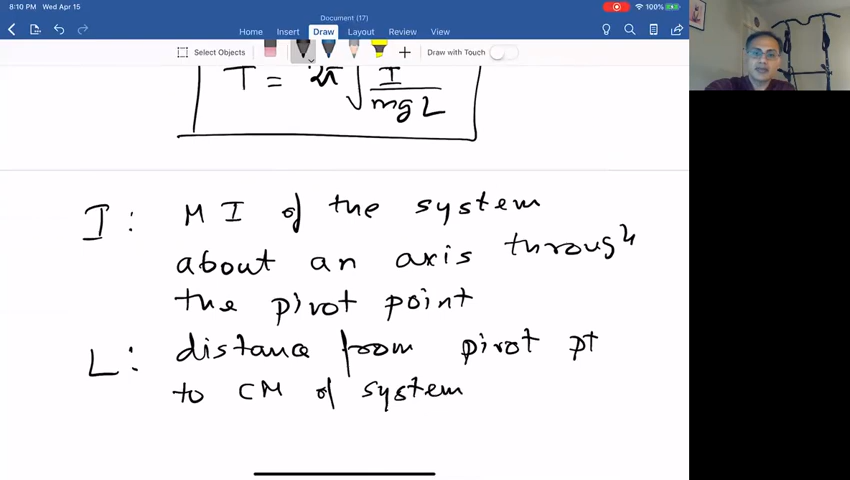 8:10 PM Wed Apr 15
100%
Document (17)
Home Insert Draw Layout Review View
Select Objects
Draw with Touch
T = 2π √ I / mgL
I : MI of the system
about an axis through
the pivot point
L : distance from pivot pt
to CM of system